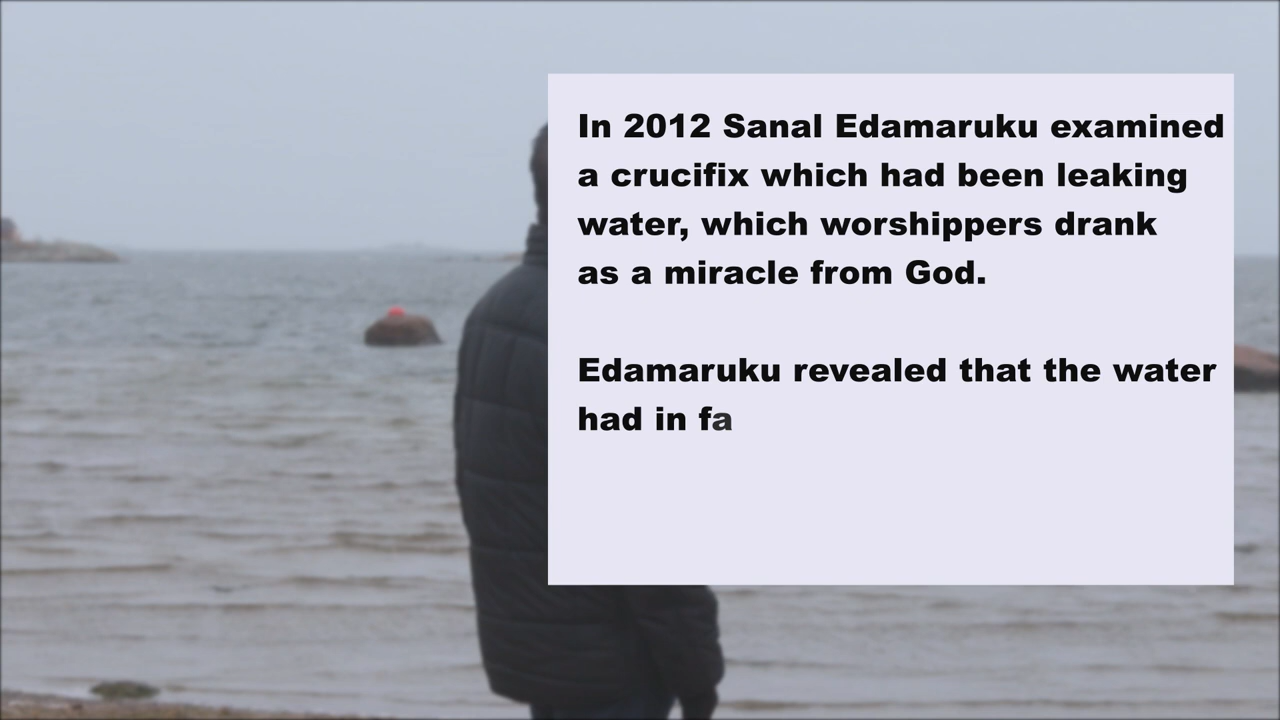 In 2012 Sanal Edamaruku examined
a crucifix which had been leaking
water, which worshippers drank
as a miracle from God.
Edamaruku revealed that the water
had in fa